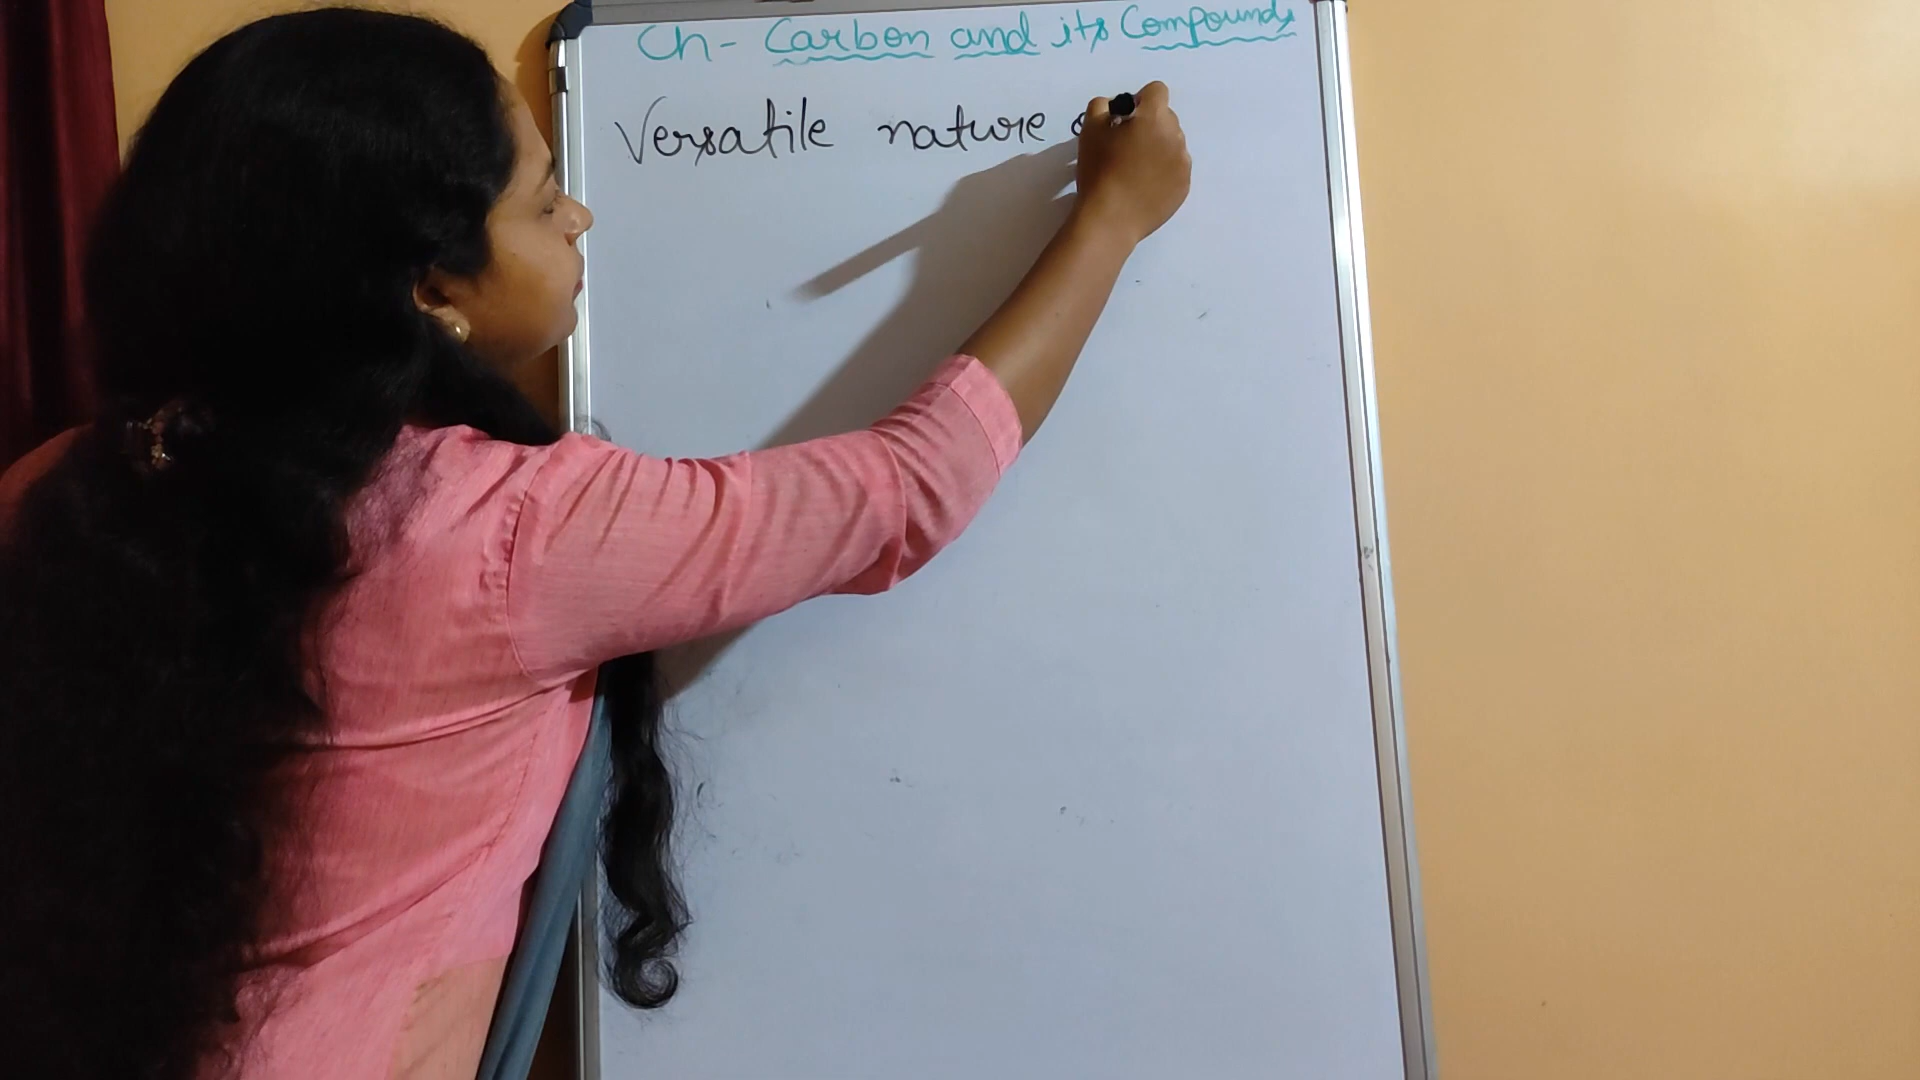 Ch- Carbon and its Compounds
Versatile nature